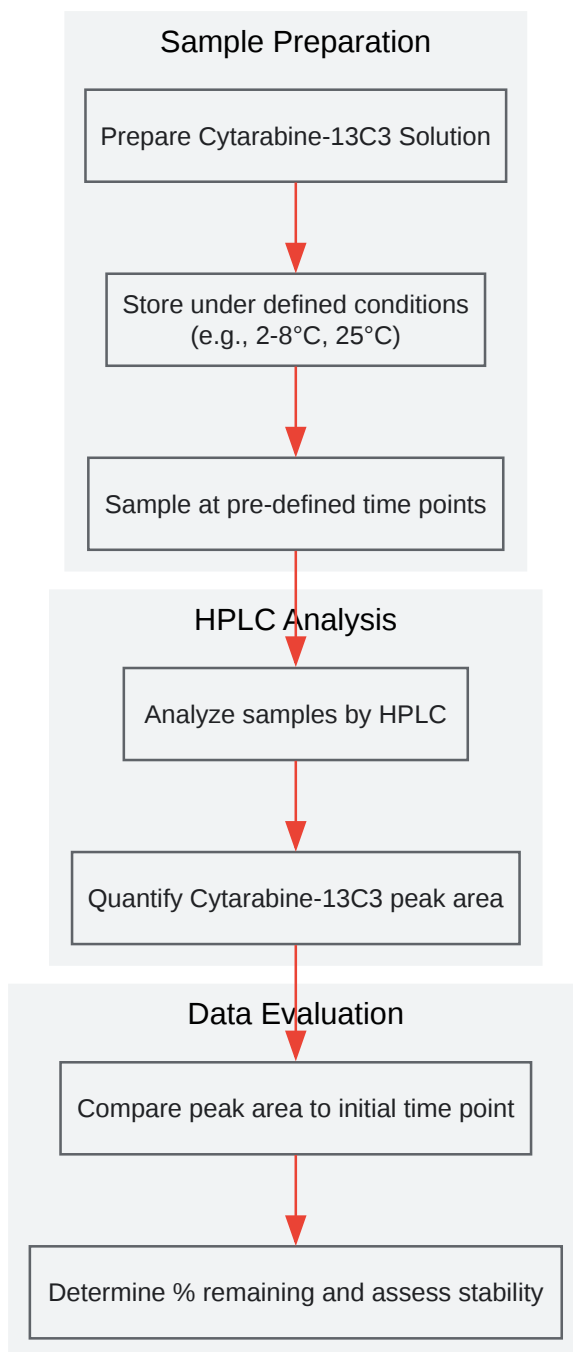 Sample Preparation
Prepare Cytarabine-13C3 Solution
Store under defined conditions
(e.g., 2-8°C, 25°C)
Sample at pre-defined time points
HPLC Analysis
Analyze samples by HPLC
Quantify Cytarabine-13C3 peak area
Data Evaluation
Compare peak area to initial time point
Determine % remaining and assess stability